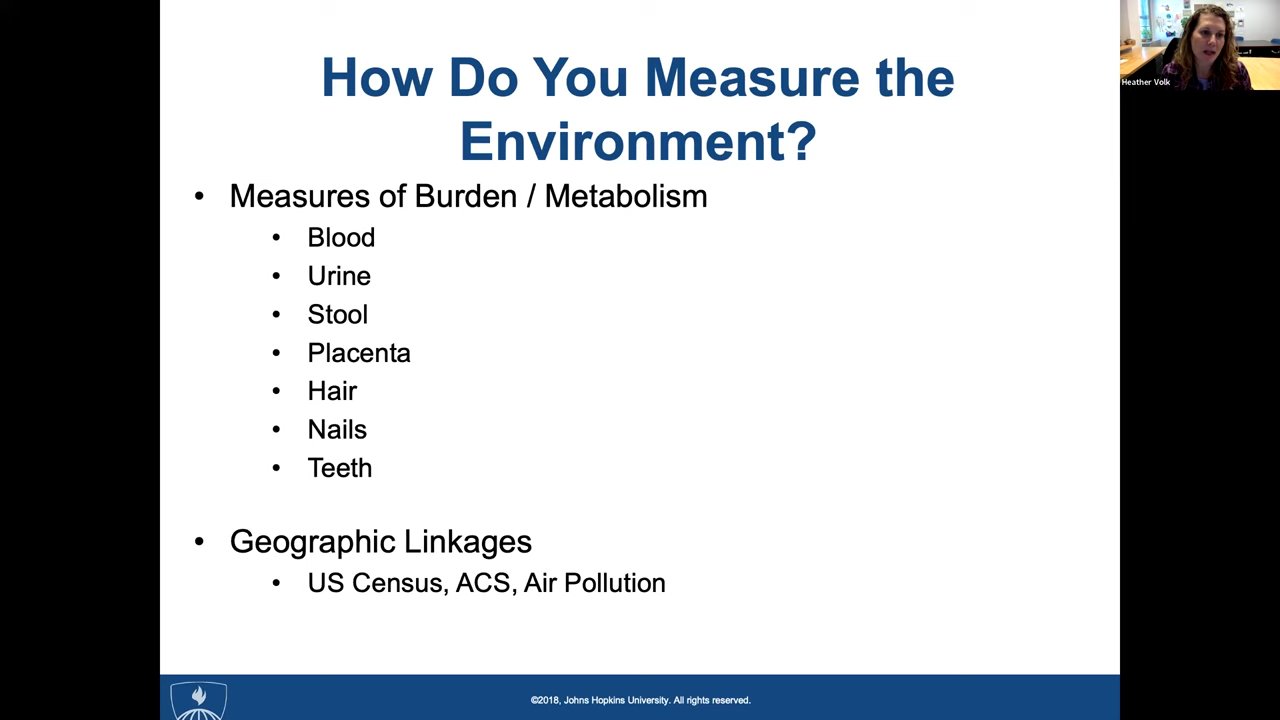 How Do You Measure the
Environment?
• Measures of Burden / Metabolism
• Blood
• Urine
• Stool
• Placenta
• Hair
• Nails
• Teeth
• Geographic Linkages
• US Census, ACS, Air Pollution
©2018, Johns Hopkins University. All rights reserved.
Heather Volk